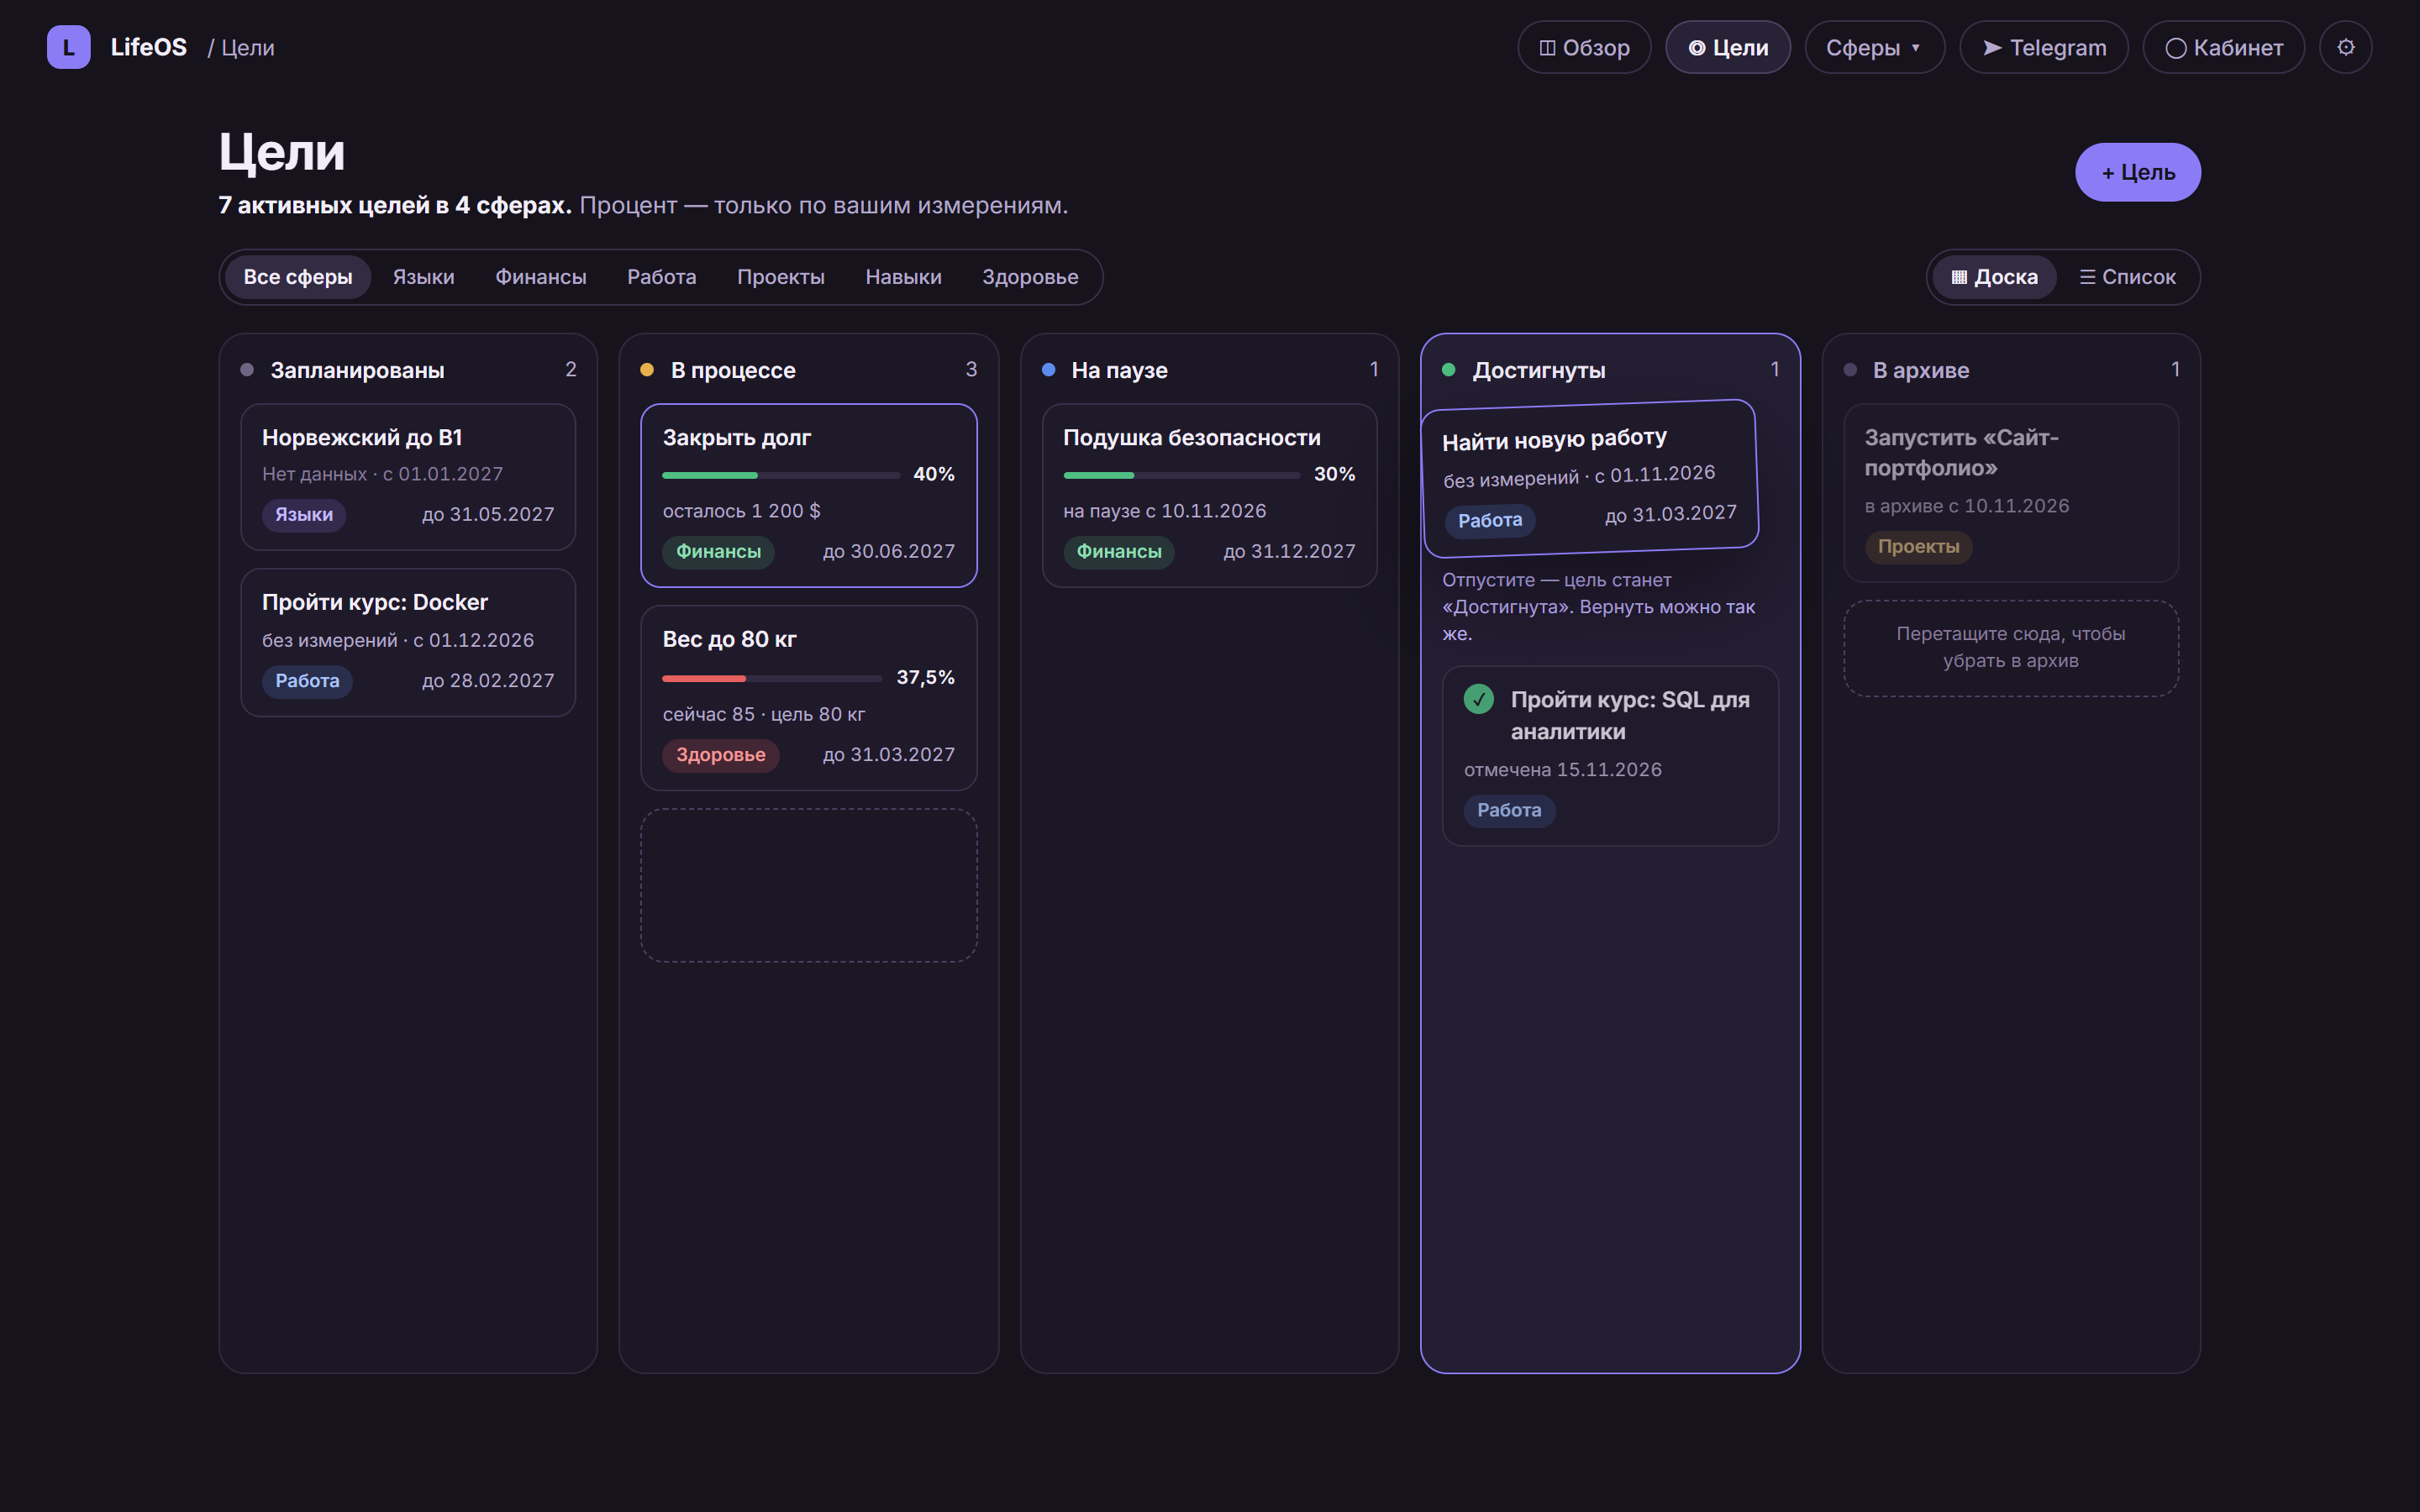 L LifeOS / Цели
Обзор
Цели
Сферы
Telegram
Кабинет
Цели
+ Цель
7 активных целей в 4 сферах. Процент — только по вашим измерениям.
Все сферы Языки Финансы Работа Проекты Навыки Здоровье
Доска Список
Запланированы 2
Норвежский до B1
Нет данных · с 01.01.2027
Языки до 31.05.2027
Пройти курс: Docker
без измерений · с 01.12.2026
Работа до 28.02.2027
В процессе 3
Закрыть долг
40%
осталось 1 200 $
Финансы до 30.06.2027
Вес до 80 кг
37,5%
сейчас 85 · цель 80 кг
Здоровье до 31.03.2027
На паузе 1
Подушка безопасности
30%
на паузе с 10.11.2026
Финансы до 31.12.2027
Достигнуты 1
Найти новую работу
без измерений · с 01.11.2026
Работа до 31.03.2027
Отпустите — цель станет
«Достигнута». Вернуть можно так
же.
Пройти курс: SQL для
аналитики
отмечена 15.11.2026
Работа
В архиве 1
Запустить «Сайт-
портфолио»
в архиве с 10.11.2026
Проекты
Перетащите сюда, чтобы
убрать в архив